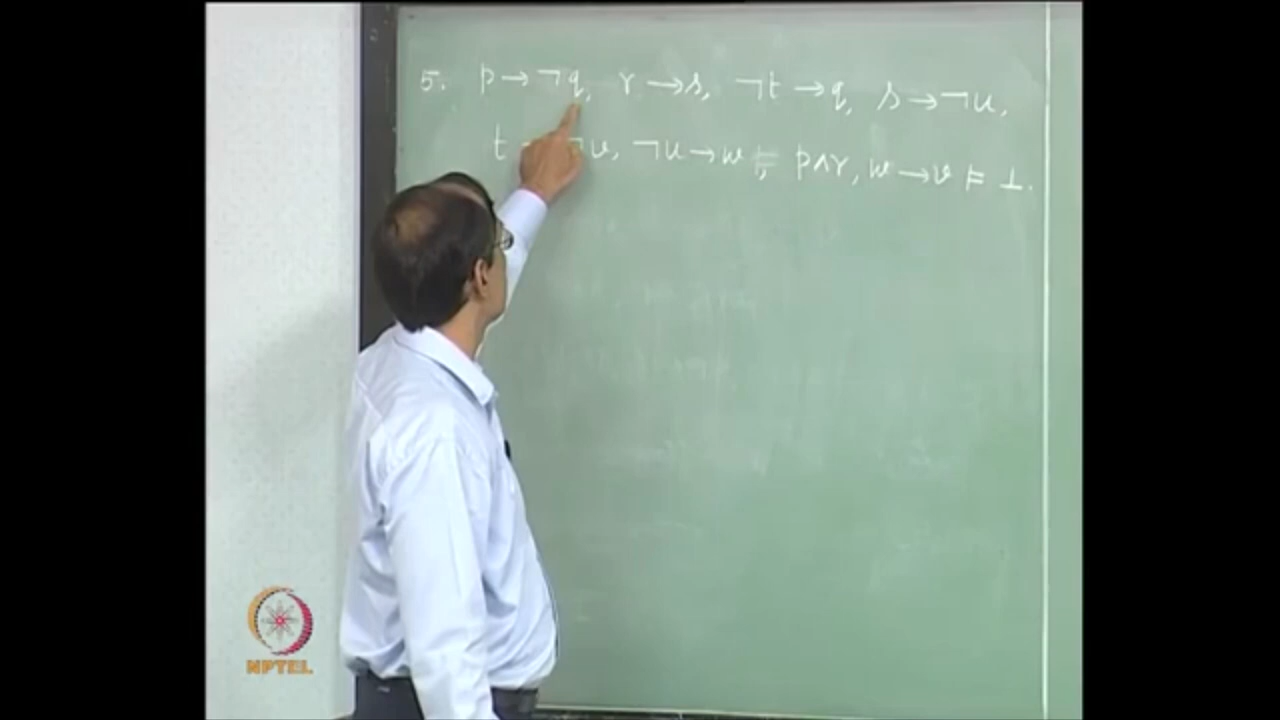 5. p → ¬q, r → s, ¬t → q, s → ¬u,
t → ¬v, ¬u → w, p ∧ r, w → v ⊨ ⊥.
NPTEL